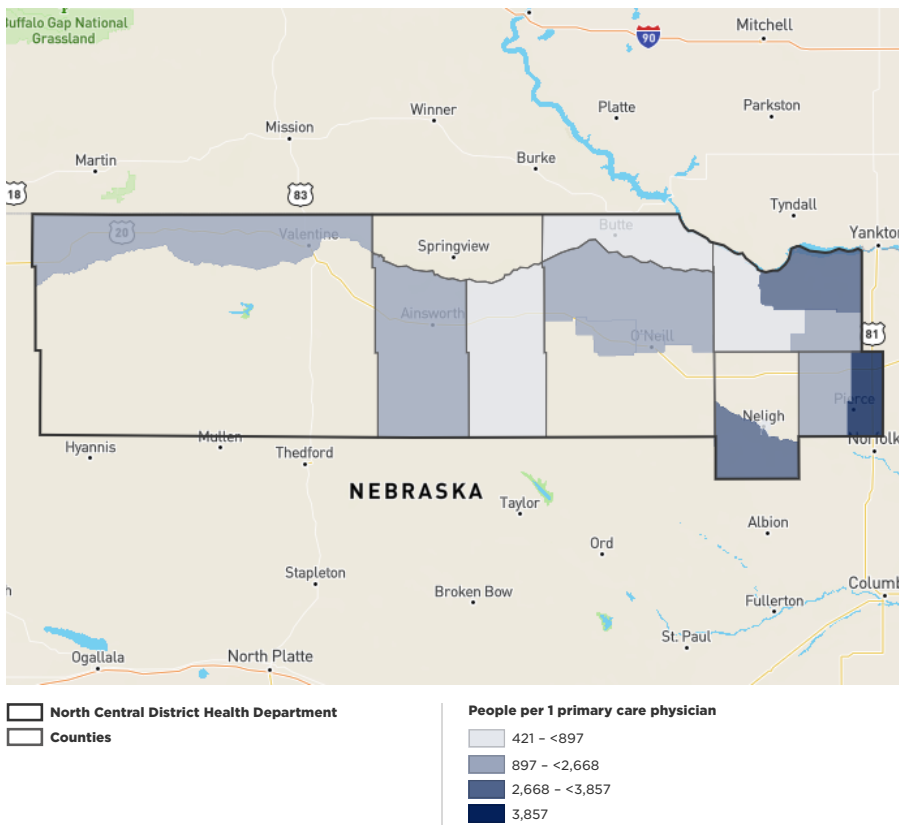 Buffalo Gap National
Grassland
90
Mitchell
Winner
Platte
Parkston
Mission
Martin
Burke
18
83
Tyndall
20
Valentine
Butte
Springview
Yankton
Ainsworth
O'Neill
81
Pierce
Neligh
Hyannis
Mullen
Thedford
Norfolk
NEBRASKA
Taylor
Albion
Ord
Stapleton
Broken Bow
Columb
h
Fullerton
St. Paul
Ogallala
North Platte
North Central District Health Department
Counties
People per 1 primary care physician
421 – <897
897 – <2,668
2,668 – <3,857
3,857